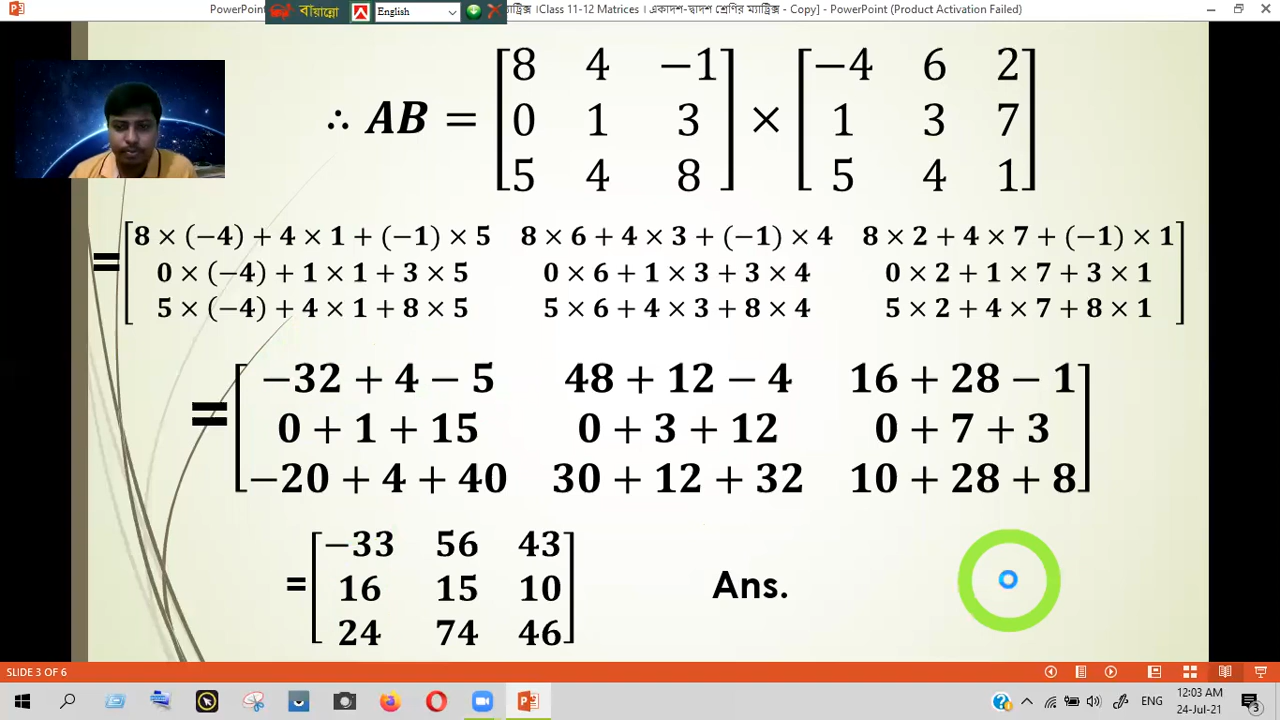 PowerPoint বায়ান্নো English ট্রিক্স ।Class 11-12 Matrices । একাদশ-দ্বাদশ শ্রেণির ম্যাট্রিক্স - Copy] - PowerPoint (Product Activation Failed)
∴ AB = [8 4 −1] × [−4 6 2]
[0 1 3] [1 3 7]
[5 4 8] [5 4 1]
= [8 × (−4) + 4 × 1 + (−1) × 5 8 × 6 + 4 × 3 + (−1) × 4 8 × 2 + 4 × 7 + (−1) × 1]
[0 × (−4) + 1 × 1 + 3 × 5 0 × 6 + 1 × 3 + 3 × 4 0 × 2 + 1 × 7 + 3 × 1]
[5 × (−4) + 4 × 1 + 8 × 5 5 × 6 + 4 × 3 + 8 × 4 5 × 2 + 4 × 7 + 8 × 1]
= [−32 + 4 − 5 48 + 12 − 4 16 + 28 − 1]
[0 + 1 + 15 0 + 3 + 12 0 + 7 + 3]
[−20 + 4 + 40 30 + 12 + 32 10 + 28 + 8]
= [−33 56 43]
[16 15 10] Ans.
[24 74 46]
SLIDE 3 OF 6
ENG 12:03 AM
24-Jul-21 3